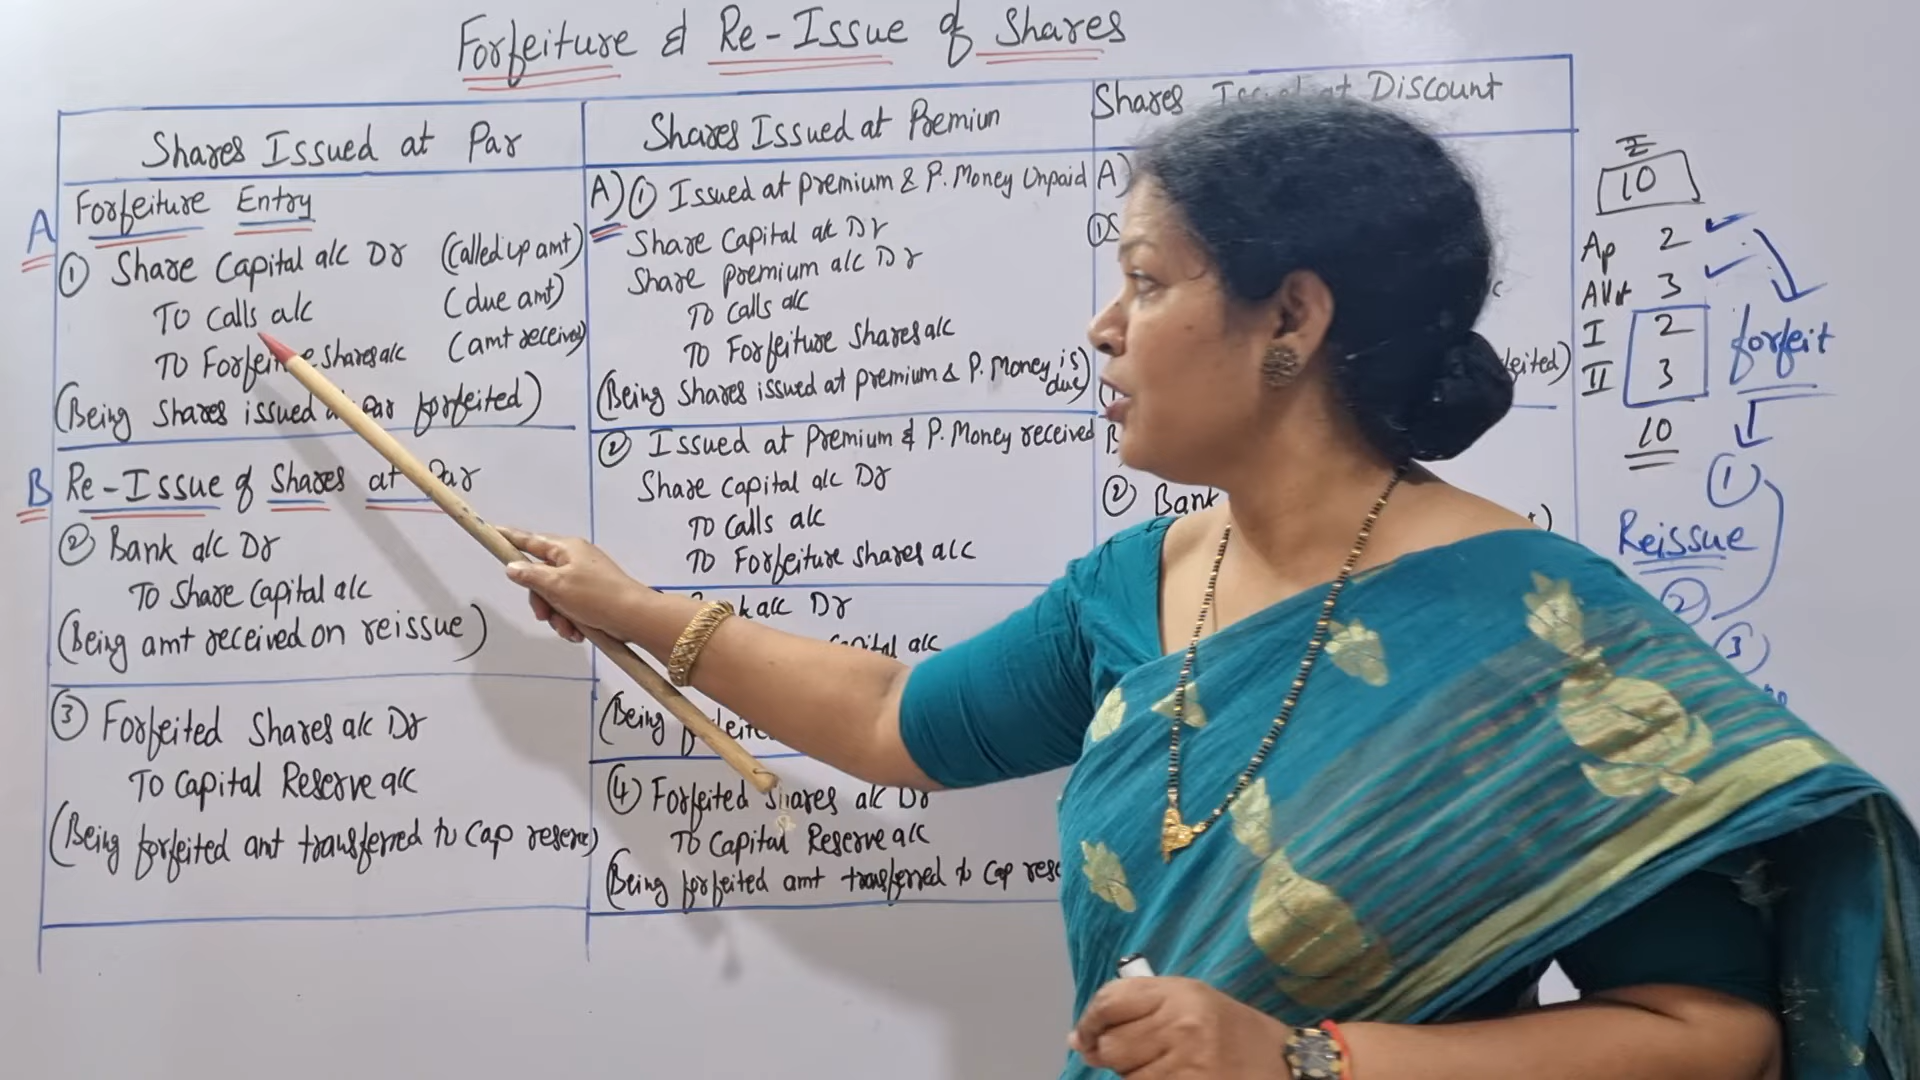 Forfeiture & Re-Issue of Shares
Shares Issued at Par
Forfeiture Entry
A
① Share Capital a/c Dr (Called up amt)
To Calls a/c (due amt)
To Forfeiture Shares a/c (amt received)
(Being Shares issued at Par forfeited)
B Re-Issue of Shares at Par
② Bank a/c Dr
To Share Capital a/c
(Being amt received on reissue)
③ Forfeited Shares a/c Dr
To Capital Reserve a/c
(Being forfeited amt transferred to Cap reserve)
Shares Issued at Premiun
A) ① Issued at premium & P. Money Unpaid
Share Capital a/c Dr
Share premium a/c Dr
To Calls a/c
To Forfeiture Shares a/c
(Being Shares issued at premium & P. Money is due)
② Issued at Premium & P. Money received
Share Capital a/c Dr
To Calls a/c
To Forfeiture Shares a/c
a/c Dr
a/c
(Being
④ Forfeited Shares a/c Dr
To Capital Reserve a/c
(Being forfeited amt transferred to Cap
Shares Issued at Discount
A)
①
② Bank
10
Ap 2
Allot 3
I 2
II 3
10
forfeit
①
Reissue
②
③